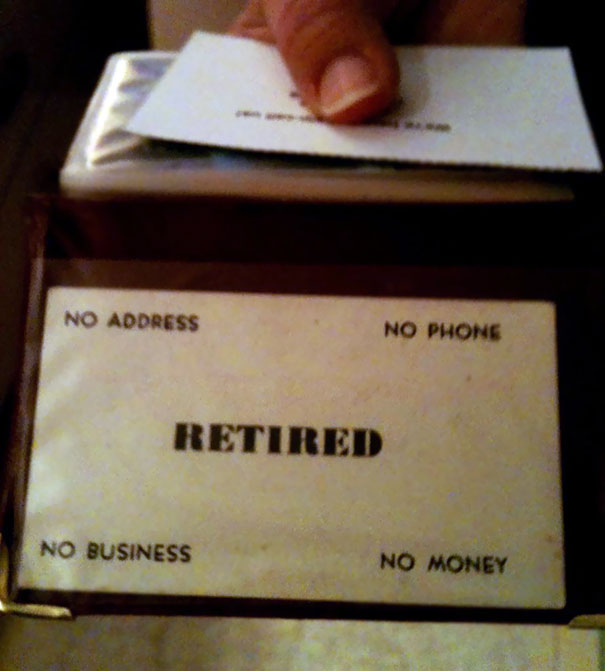 NO ADDRESS NO PHONE
RETIRED
NO BUSINESS NO MONEY